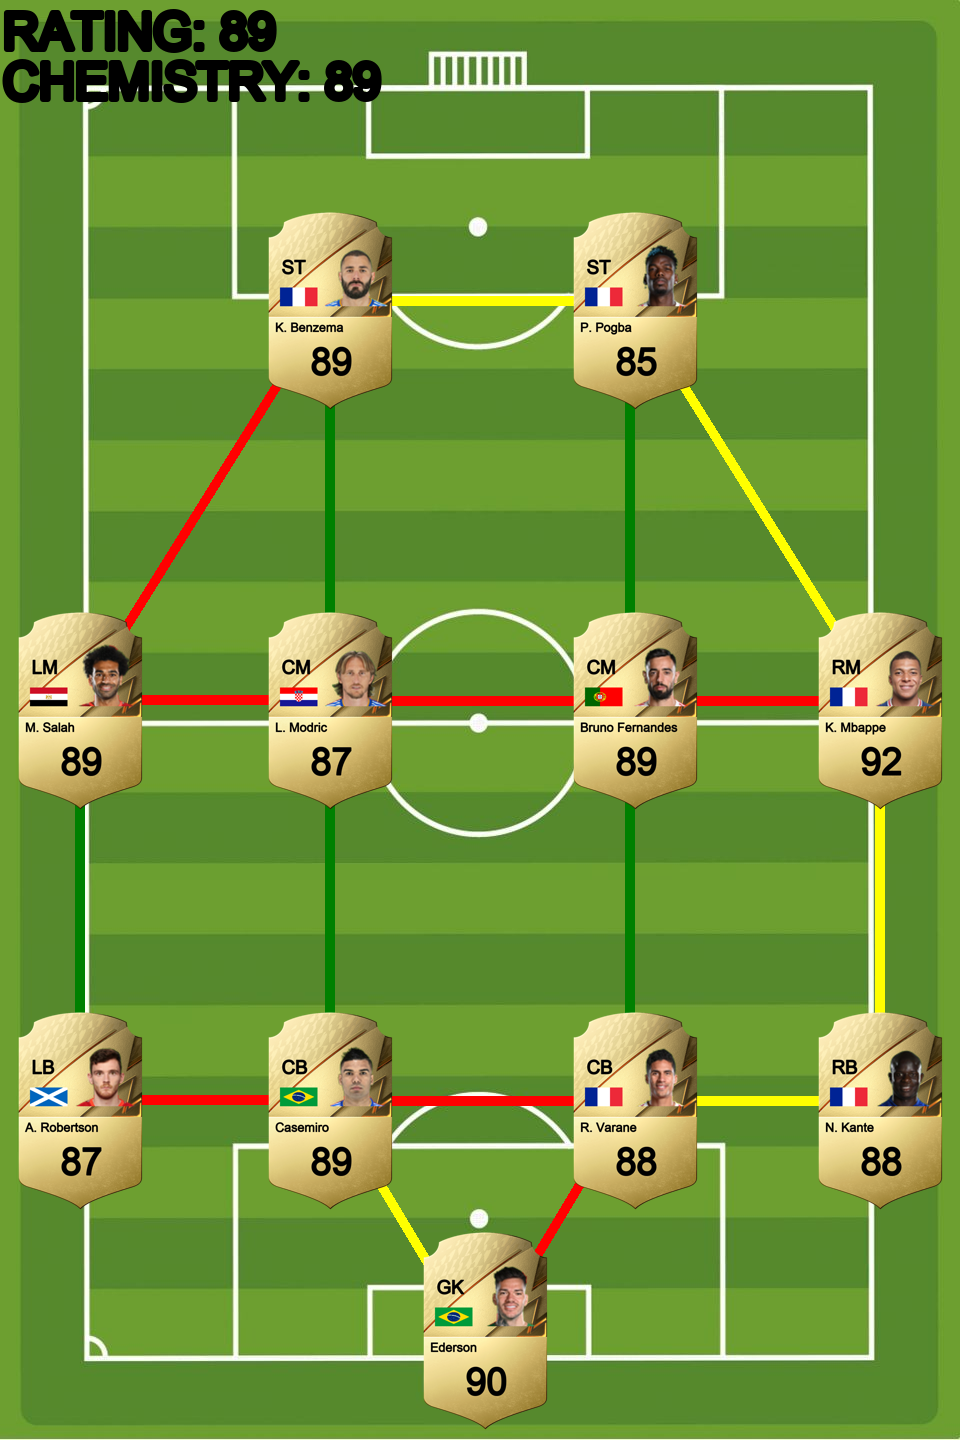 RATING: 89
CHEMISTRY: 89
ST
K. Benzema
89
ST
P. Pogba
85
LM
M. Salah
89
CM
L. Modric
87
CM
Bruno Fernandes
89
RM
K. Mbappe
92
LB
A. Robertson
87
CB
Casemiro
89
CB
R. Varane
88
RB
N. Kante
88
GK
Ederson
90